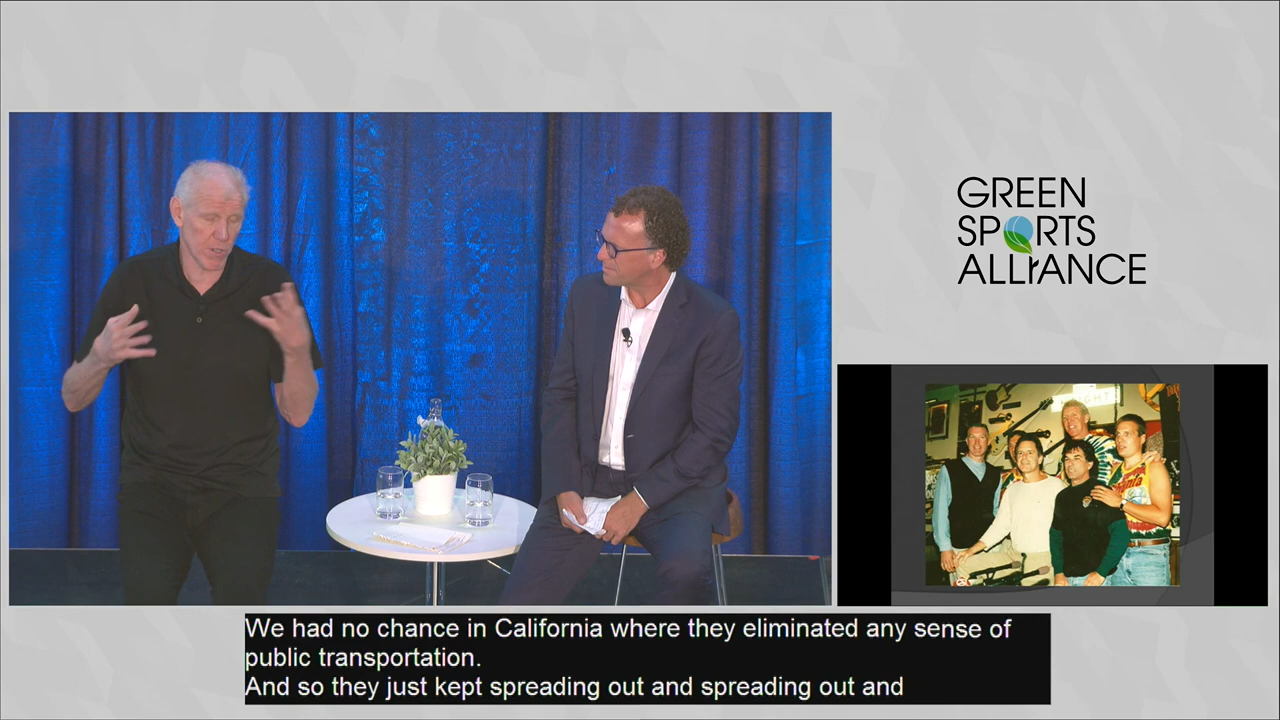 GREEN
SPORTS
ALLIANCE
We had no chance in California where they eliminated any sense of
public transportation.
And so they just kept spreading out and spreading out and